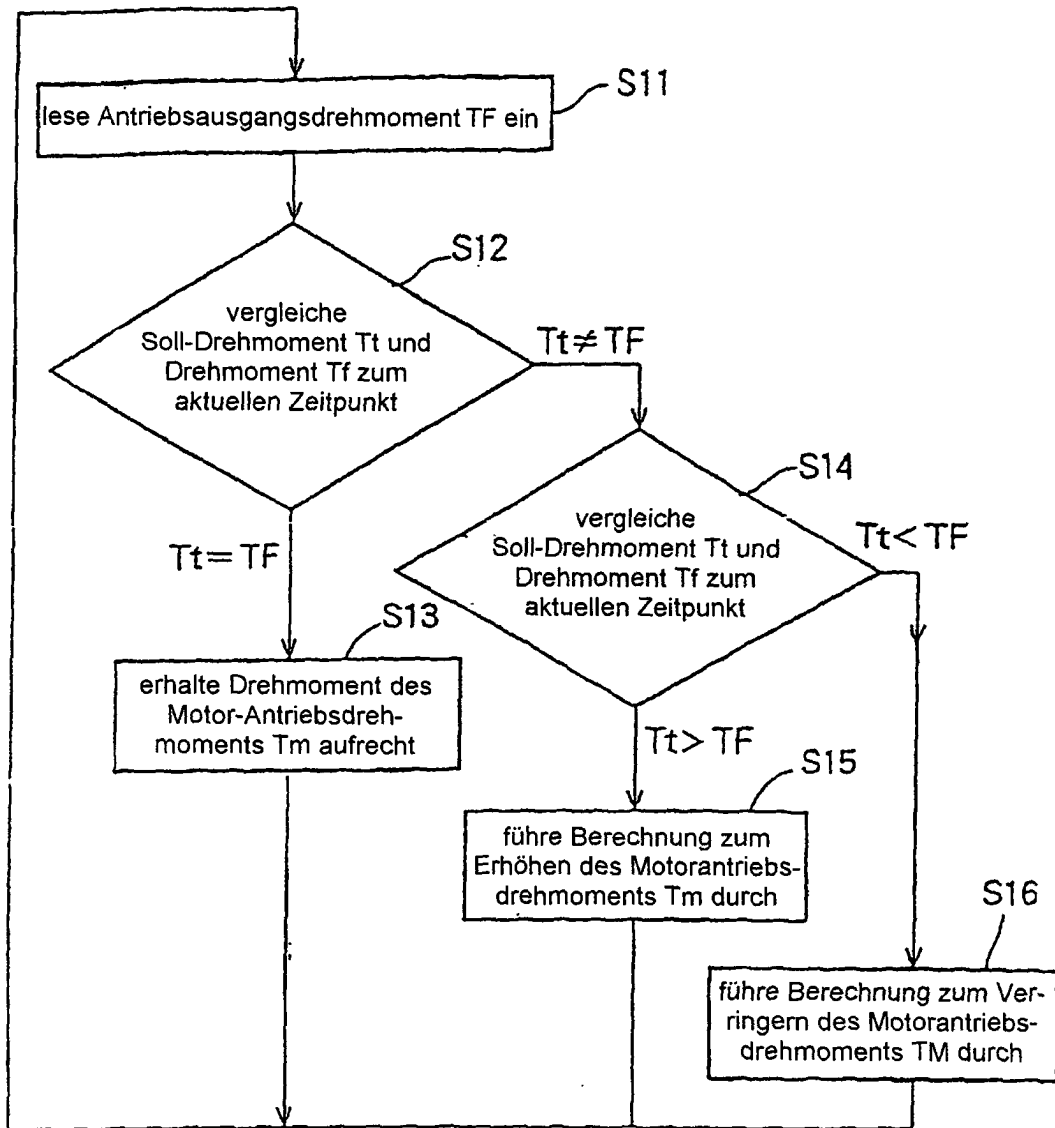 S11
lese Antriebsausgangsdrehmoment TF ein
S12
vergleiche
Soll-Drehmoment Tt und
Drehmoment Tf zum
aktuellen Zeitpunkt
Tt≠TF
S14
vergleiche
Soll-Drehmoment Tt und
Drehmoment Tf zum
aktuellen Zeitpunkt
Tt<TF
Tt=TF
S13
erhalte Drehmoment des
Motor-Antriebsdreh-
moments Tm aufrecht
Tt>TF
S15
führe Berechnung zum
Erhöhen des Motorantriebs-
drehmoments Tm durch
S16
führe Berechnung zum Ver-
ringern des Motorantriebs-
drehmoments TM durch